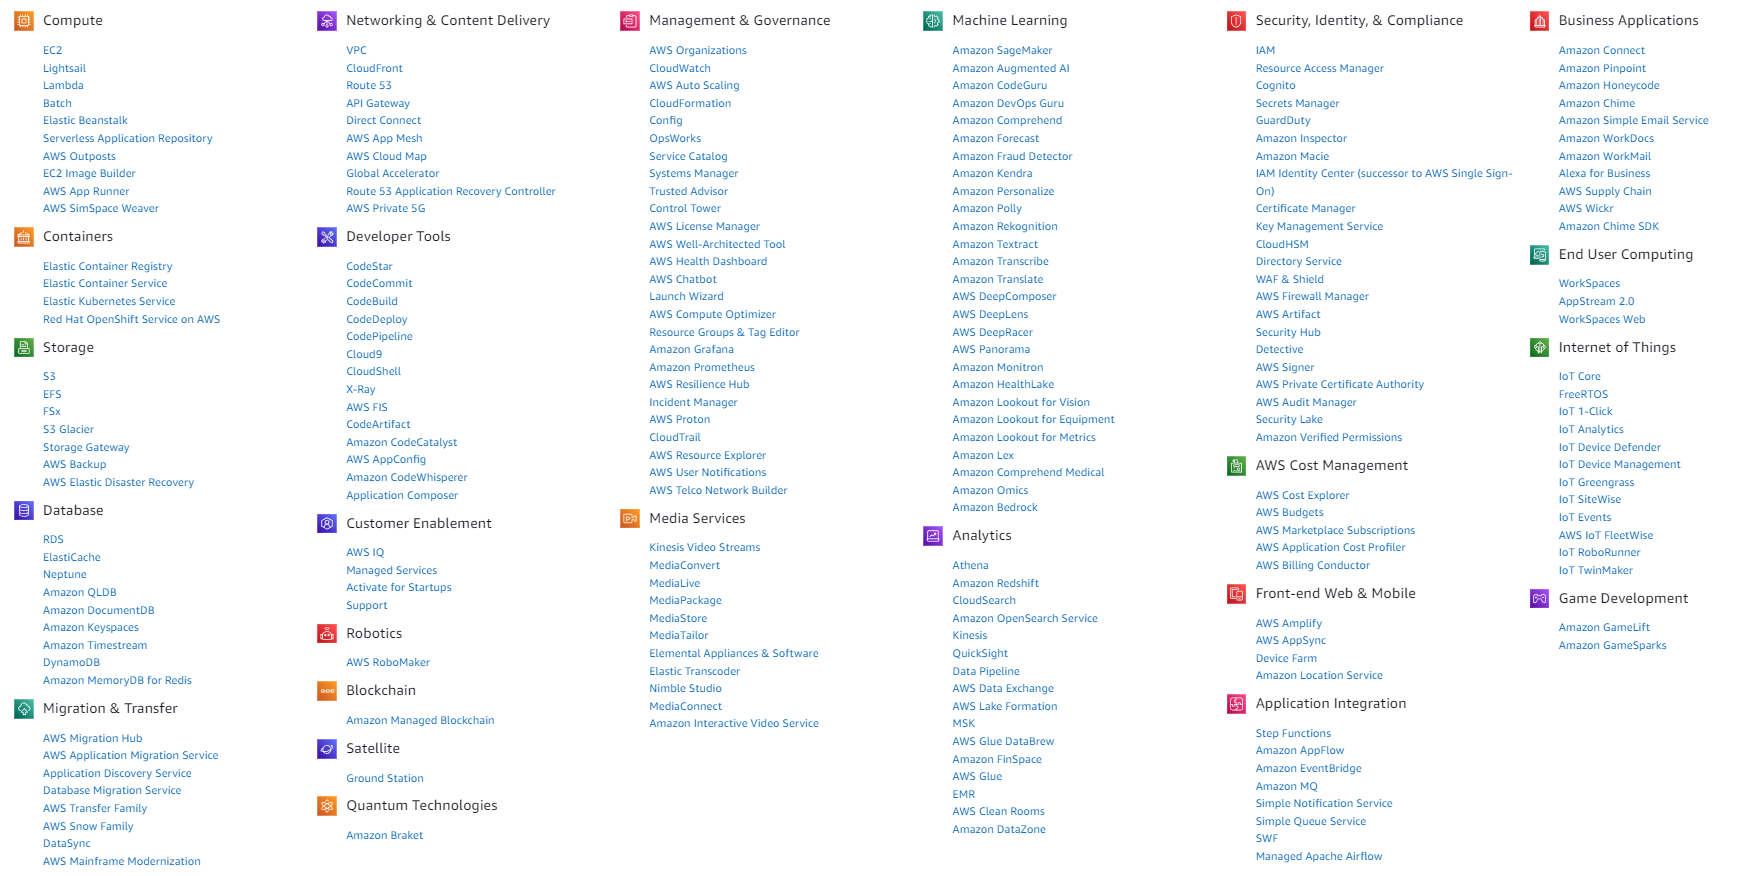 Compute
EC2
Lightsail
Lambda
Batch
Elastic Beanstalk
Serverless Application Repository
AWS Outposts
EC2 Image Builder
AWS App Runner
AWS SimSpace Weaver
Containers
Elastic Container Registry
Elastic Container Service
Elastic Kubernetes Service
Red Hat OpenShift Service on AWS
Storage
S3
EFS
FSx
S3 Glacier
Storage Gateway
AWS Backup
AWS Elastic Disaster Recovery
Database
RDS
ElastiCache
Neptune
Amazon QLDB
Amazon DocumentDB
Amazon Keyspaces
Amazon Timestream
DynamoDB
Amazon MemoryDB for Redis
Migration & Transfer
AWS Migration Hub
AWS Application Migration Service
Application Discovery Service
Database Migration Service
AWS Transfer Family
AWS Snow Family
DataSync
AWS Mainframe Modernization
Networking & Content Delivery
VPC
CloudFront
Route 53
API Gateway
Direct Connect
AWS App Mesh
AWS Cloud Map
Global Accelerator
Route 53 Application Recovery Controller
AWS Private 5G
Developer Tools
CodeStar
CodeCommit
CodeBuild
CodeDeploy
CodePipeline
Cloud9
CloudShell
X-Ray
AWS FIS
CodeArtifact
Amazon CodeCatalyst
AWS AppConfig
Amazon CodeWhisperer
Application Composer
Customer Enablement
AWS IQ
Managed Services
Activate for Startups
Support
Robotics
AWS RoboMaker
Blockchain
Amazon Managed Blockchain
Satellite
Ground Station
Quantum Technologies
Amazon Braket
Management & Governance
AWS Organizations
CloudWatch
AWS Auto Scaling
CloudFormation
Config
OpsWorks
Service Catalog
Systems Manager
Trusted Advisor
Control Tower
AWS License Manager
AWS Well-Architected Tool
AWS Health Dashboard
AWS Chatbot
Launch Wizard
AWS Compute Optimizer
Resource Groups & Tag Editor
Amazon Grafana
Amazon Prometheus
AWS Resilience Hub
Incident Manager
AWS Proton
CloudTrail
AWS Resource Explorer
AWS User Notifications
AWS Telco Network Builder
Media Services
Kinesis Video Streams
MediaConvert
MediaLive
MediaPackage
MediaStore
MediaTailor
Elemental Appliances & Software
Elastic Transcoder
Nimble Studio
MediaConnect
Amazon Interactive Video Service
Machine Learning
Amazon SageMaker
Amazon Augmented AI
Amazon CodeGuru
Amazon DevOps Guru
Amazon Comprehend
Amazon Forecast
Amazon Fraud Detector
Amazon Kendra
Amazon Personalize
Amazon Polly
Amazon Rekognition
Amazon Textract
Amazon Transcribe
Amazon Translate
AWS DeepComposer
AWS DeepLens
AWS DeepRacer
AWS Panorama
Amazon Monitron
Amazon HealthLake
Amazon Lookout for Vision
Amazon Lookout for Equipment
Amazon Lookout for Metrics
Amazon Lex
Amazon Comprehend Medical
Amazon Omics
Amazon Bedrock
Analytics
Athena
Amazon Redshift
CloudSearch
Amazon OpenSearch Service
Kinesis
QuickSight
Data Pipeline
AWS Data Exchange
AWS Lake Formation
MSK
AWS Glue DataBrew
Amazon FinSpace
AWS Glue
EMR
AWS Clean Rooms
Amazon DataZone
Security, Identity, & Compliance
IAM
Resource Access Manager
Cognito
Secrets Manager
GuardDuty
Amazon Inspector
Amazon Macie
IAM Identity Center (successor to AWS Single Sign-
On)
Certificate Manager
Key Management Service
CloudHSM
Directory Service
WAF & Shield
AWS Firewall Manager
AWS Artifact
Security Hub
Detective
AWS Signer
AWS Private Certificate Authority
AWS Audit Manager
Security Lake
Amazon Verified Permissions
AWS Cost Management
AWS Cost Explorer
AWS Budgets
AWS Marketplace Subscriptions
AWS Application Cost Profiler
AWS Billing Conductor
Front-end Web & Mobile
AWS Amplify
AWS AppSync
Device Farm
Amazon Location Service
Application Integration
Step Functions
Amazon AppFlow
Amazon EventBridge
Amazon MQ
Simple Notification Service
Simple Queue Service
SWF
Managed Apache Airflow
Business Applications
Amazon Connect
Amazon Pinpoint
Amazon Honeycode
Amazon Chime
Amazon Simple Email Service
Amazon WorkDocs
Amazon WorkMail
Alexa for Business
AWS Supply Chain
AWS Wickr
Amazon Chime SDK
End User Computing
WorkSpaces
AppStream 2.0
WorkSpaces Web
Internet of Things
IoT Core
FreeRTOS
IoT 1-Click
IoT Analytics
IoT Device Defender
IoT Device Management
IoT Greengrass
IoT SiteWise
IoT Events
AWS IoT FleetWise
IoT RoboRunner
IoT TwinMaker
Game Development
Amazon GameLift
Amazon GameSparks